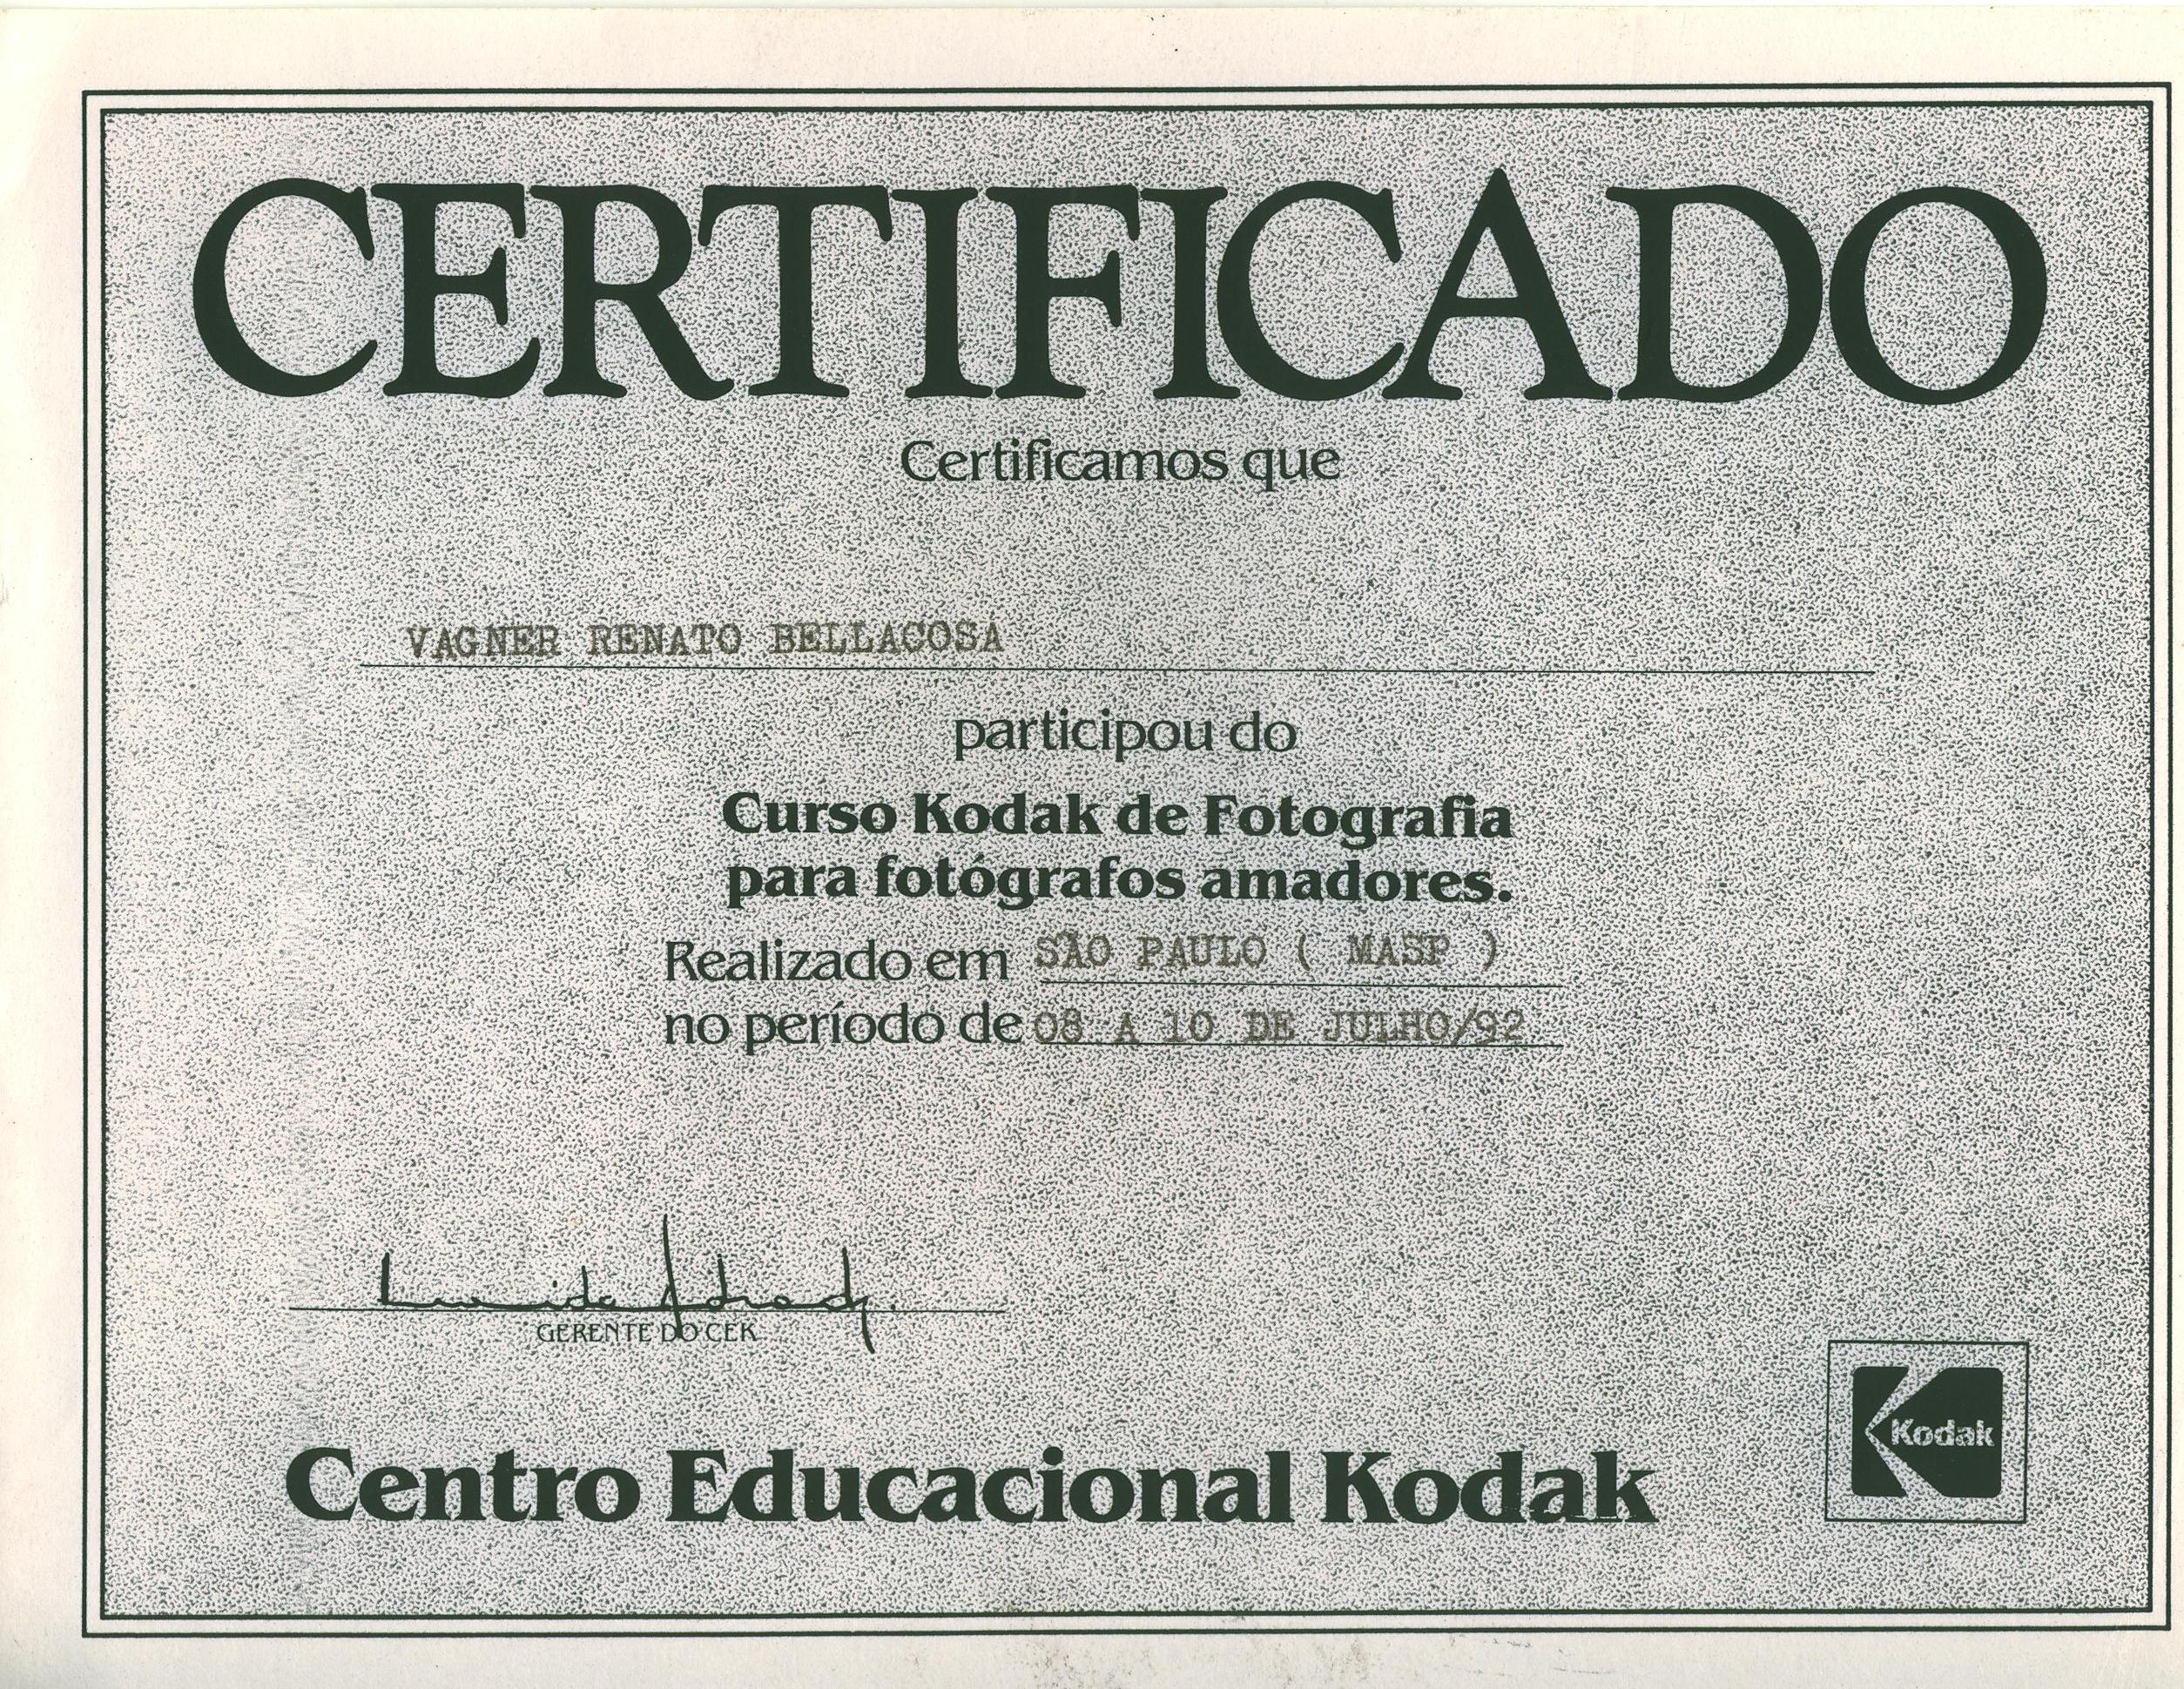 CERTIFICADO
Certificamos que
VAGNER RENATO BELLACOSA
participou do
Curso Kodak de Fotografia
para fotógrafos amadores.
Realizado em SÃO PAULO ( MASP )
no período de 08 A 10 DE JULHO/92
GERENTE DO CEK
Kodak
Centro Educacional Kodak